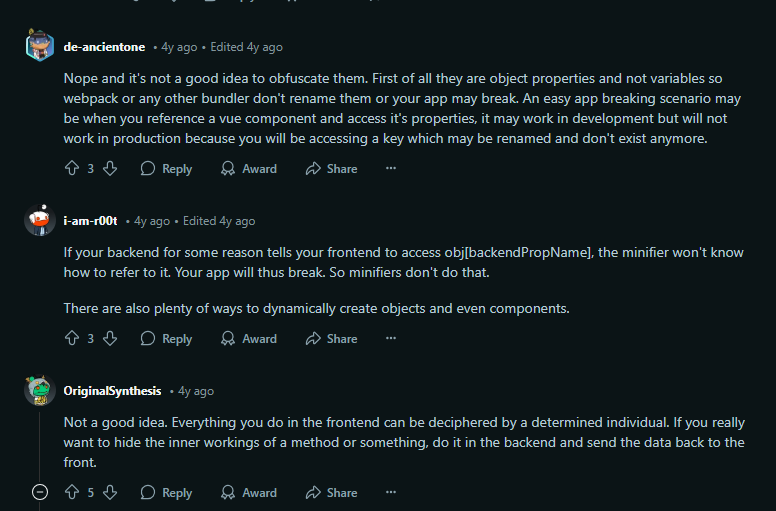 de-ancientone • 4y ago • Edited 4y ago
Nope and it's not a good idea to obfuscate them. First of all they are object properties and not variables so
webpack or any other bundler don't rename them or your app may break. An easy app breaking scenario may
be when you reference a vue component and access it's properties, it may work in development but will not
work in production because you will be accessing a key which may be renamed and don't exist anymore.
3 Reply Award Share ...
i-am-r00t • 4y ago • Edited 4y ago
If your backend for some reason tells your frontend to access obj[backendPropName], the minifier won't know
how to refer to it. Your app will thus break. So minifiers don't do that.
There are also plenty of ways to dynamically create objects and even components.
3 Reply Award Share ...
OriginalSynthesis • 4y ago
Not a good idea. Everything you do in the frontend can be deciphered by a determined individual. If you really
want to hide the inner workings of a method or something, do it in the backend and send the data back to the
front.
5 Reply Award Share ...